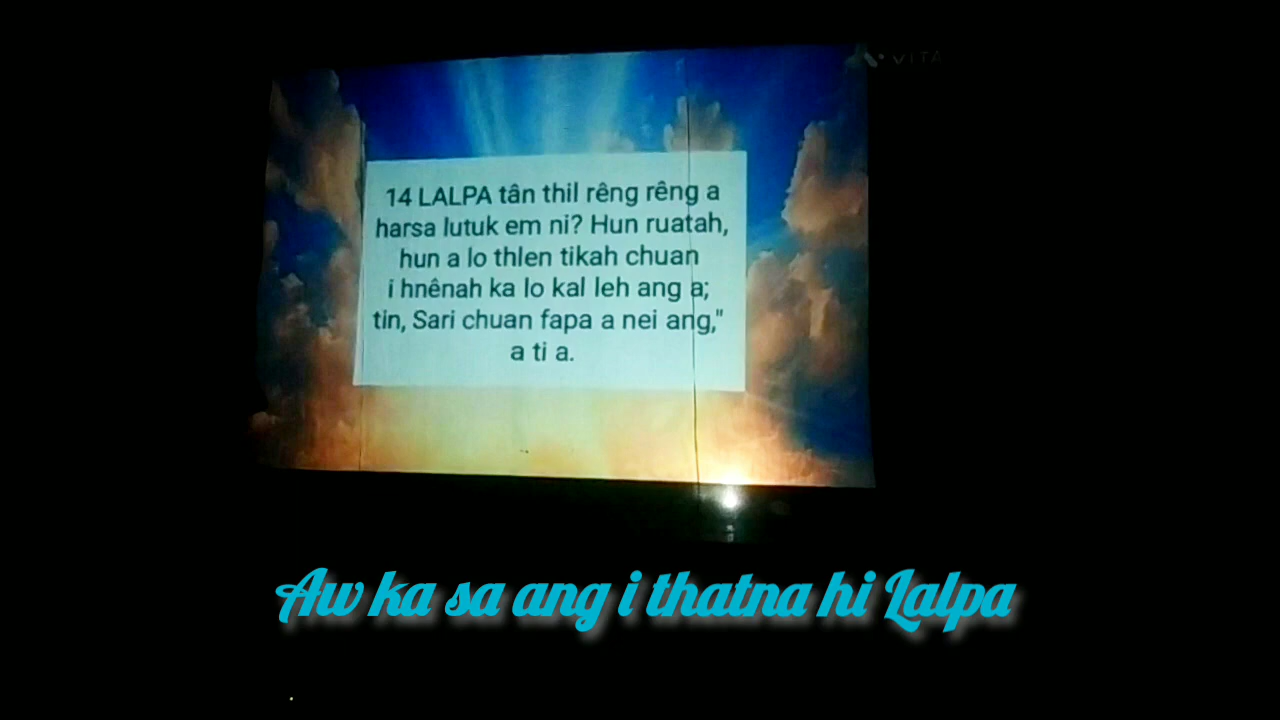 VITA
14 LALPA tân thil rêng rêng a
harsa lutuk em ni? Hun ruatah,
hun a lo thlen tikah chuan
i hnênah ka lo kal leh ang a;
tin, Sari chuan fapa a nei ang,"
a ti a.
Aw ka sa ang i thatna hi Lalpa